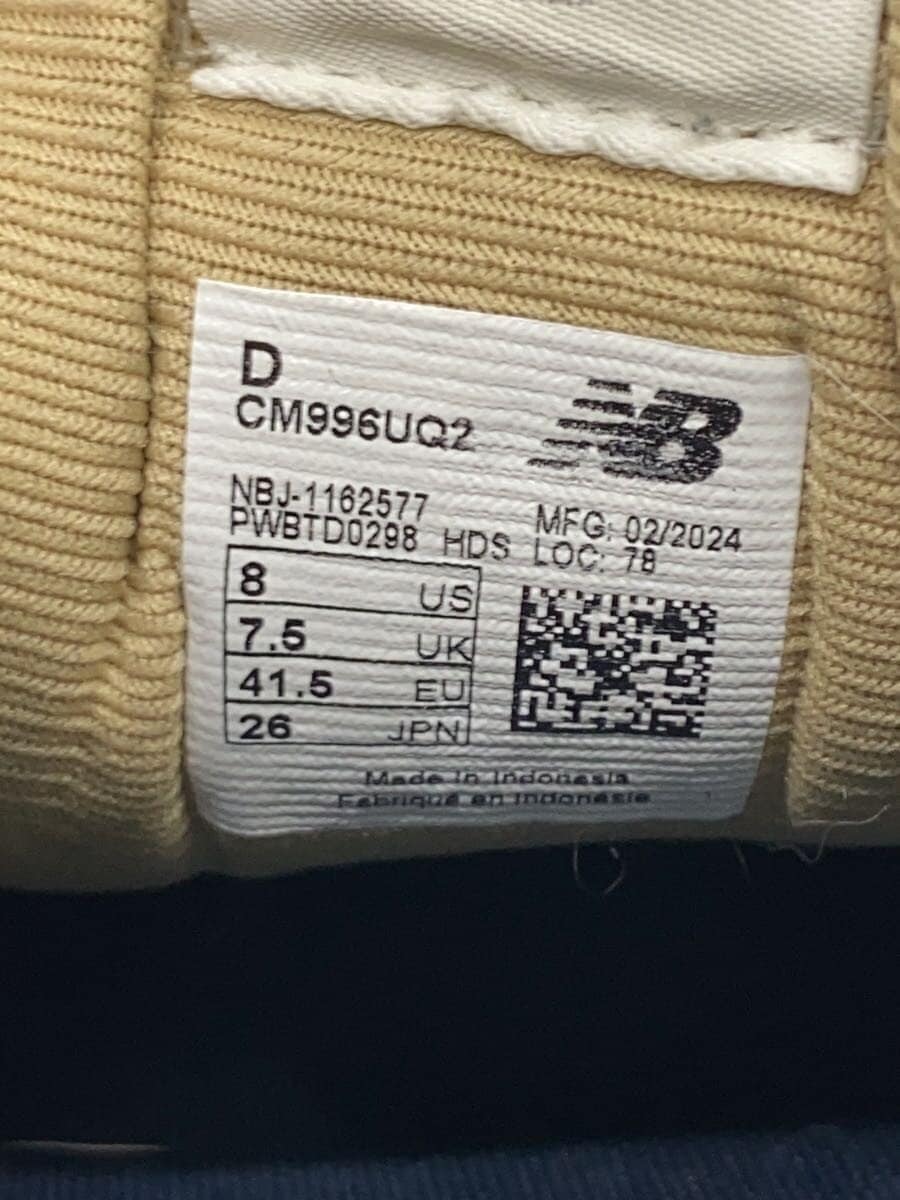 D
CM996UQ2
NB
NBJ-1162577
PWBTD0298 HDS
MFG: 02/2024
LOC: 78
8 US
7.5 UK
41.5 EU
26 JPN
Made in Indonesia
Fabriqué en Indonésie